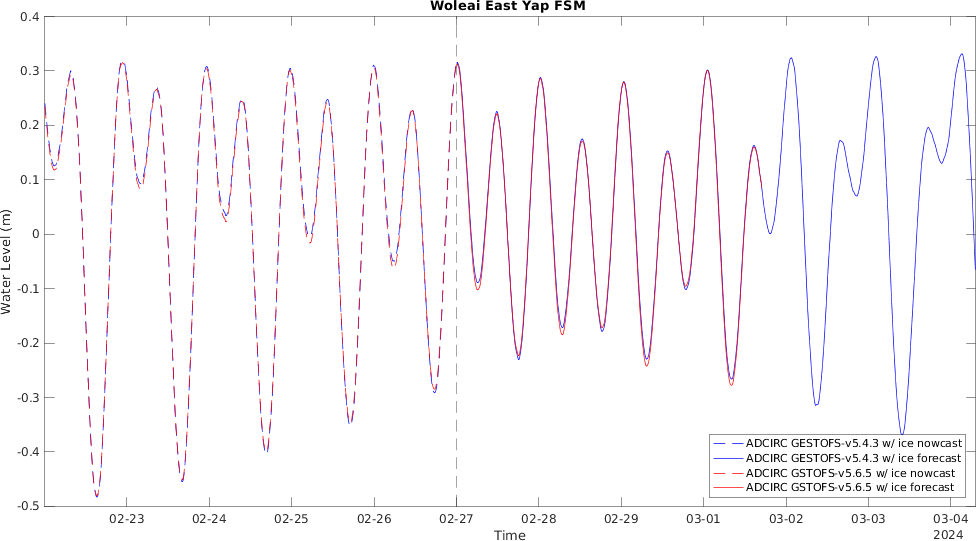 Woleai East Yap FSM
0.4
0.3
0.2
0.1
0
-0.1
-0.2
-0.3
-0.4
-0.5
Water Level (m)
ADCIRC GESTOFS-v5.4.3 w/ ice nowcast
ADCIRC GESTOFS-v5.4.3 w/ ice forecast
ADCIRC GSTOFS-v5.6.5 w/ ice nowcast
ADCIRC GSTOFS-v5.6.5 w/ ice forecast
02-23 02-24 02-25 02-26 02-27 02-28 02-29 03-01 03-02 03-03 03-04
Time 2024